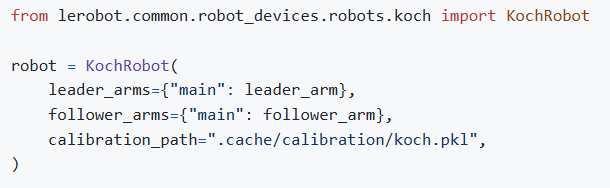 from lerobot.common.robot_devices.robots.koch import KochRobot
robot = KochRobot(
    leader_arms={"main": leader_arm},
    follower_arms={"main": follower_arm},
    calibration_path=".cache/calibration/koch.pkl",
)